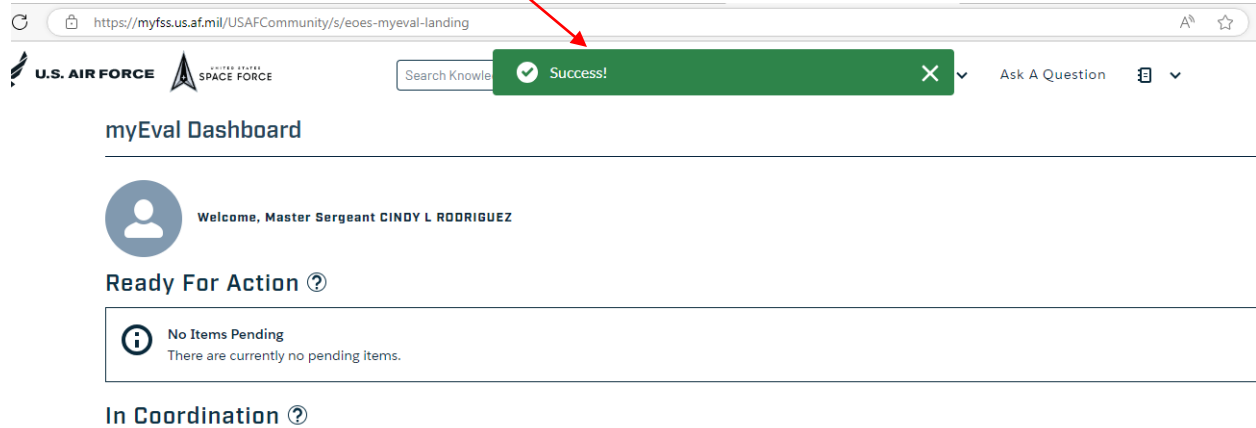 https://myfss.us.af.mil/USAFCommunity/s/eoes-myeval-landing
U.S. AIR FORCE
UNITED STATES
SPACE FORCE
Search
Success!
Ask A Question
myEval Dashboard
Welcome, Master Sergeant CINDY L RODRIGUEZ
Ready For Action
No Items Pending
There are currently no pending items.
In Coordination